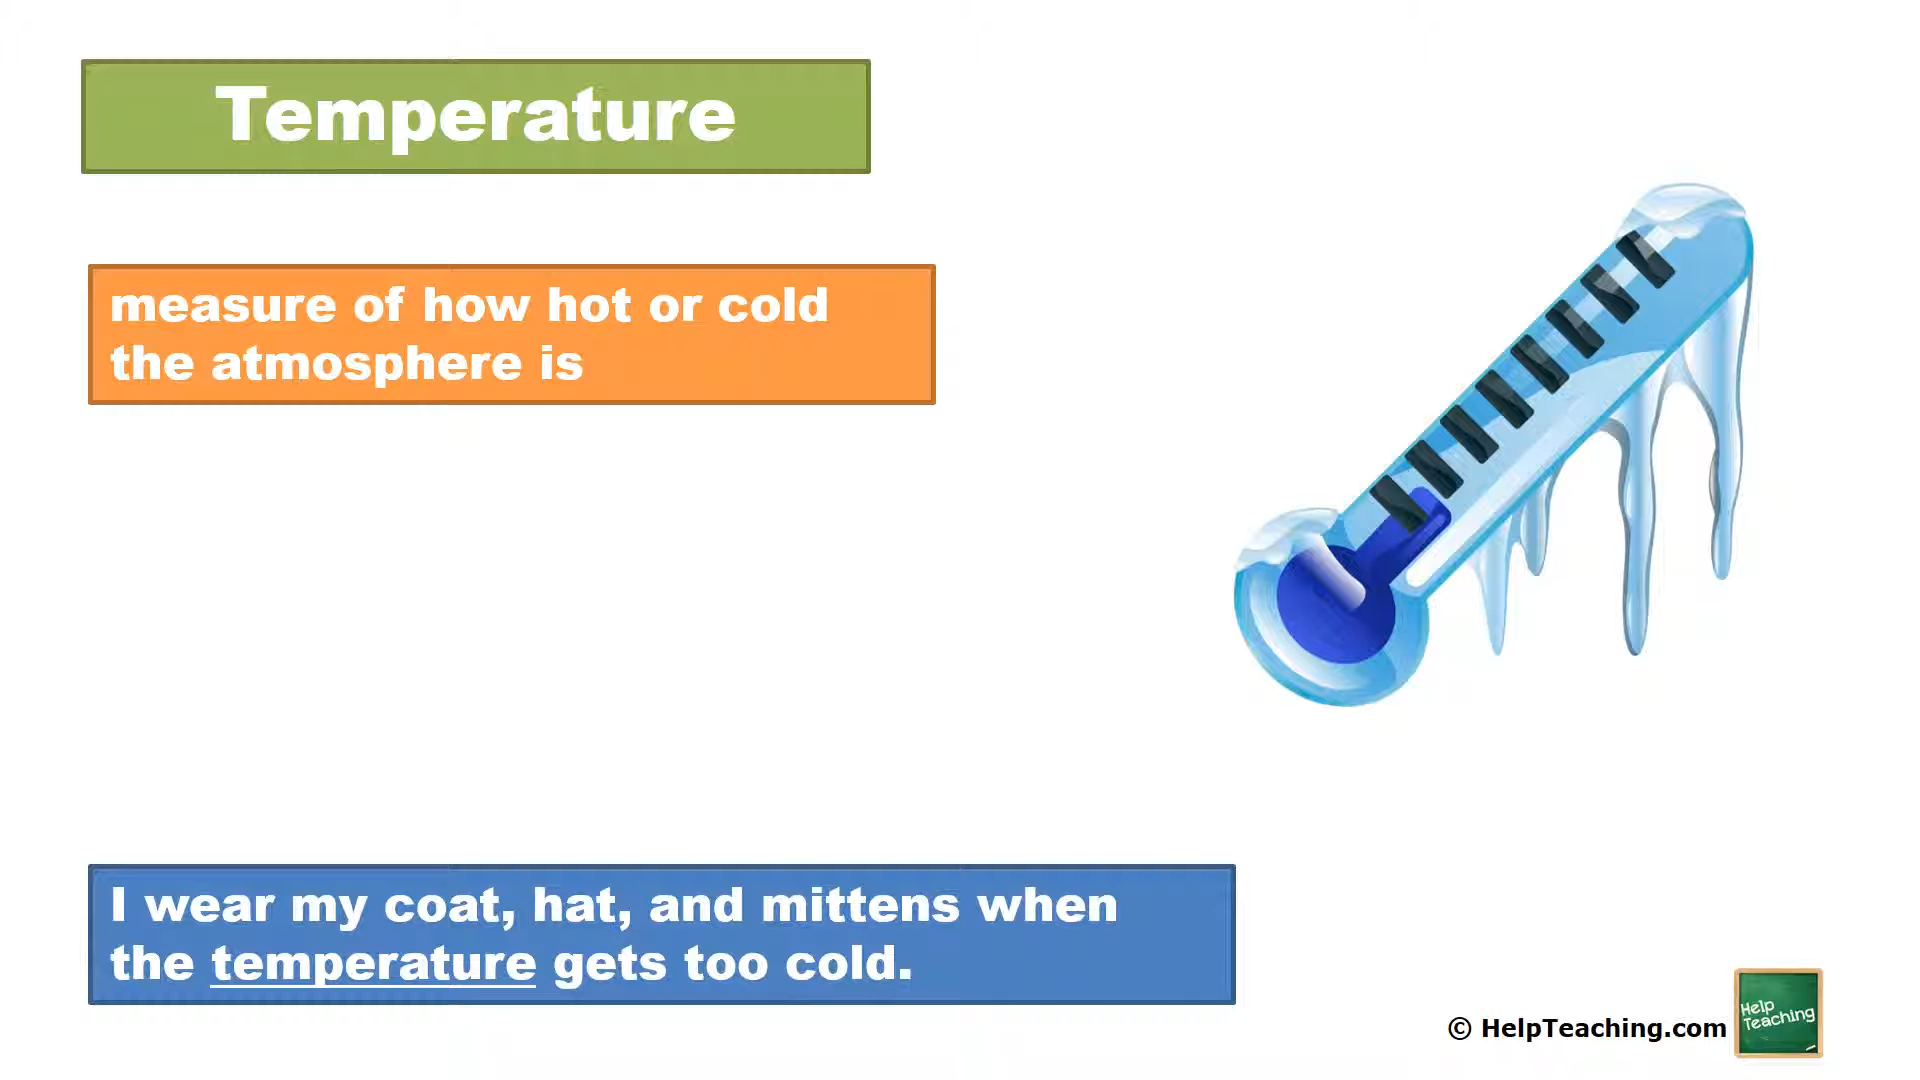 Temperature
measure of how hot or cold
the atmosphere is
I wear my coat, hat, and mittens when
the temperature gets too cold.
© HelpTeaching.com
Help
Teaching